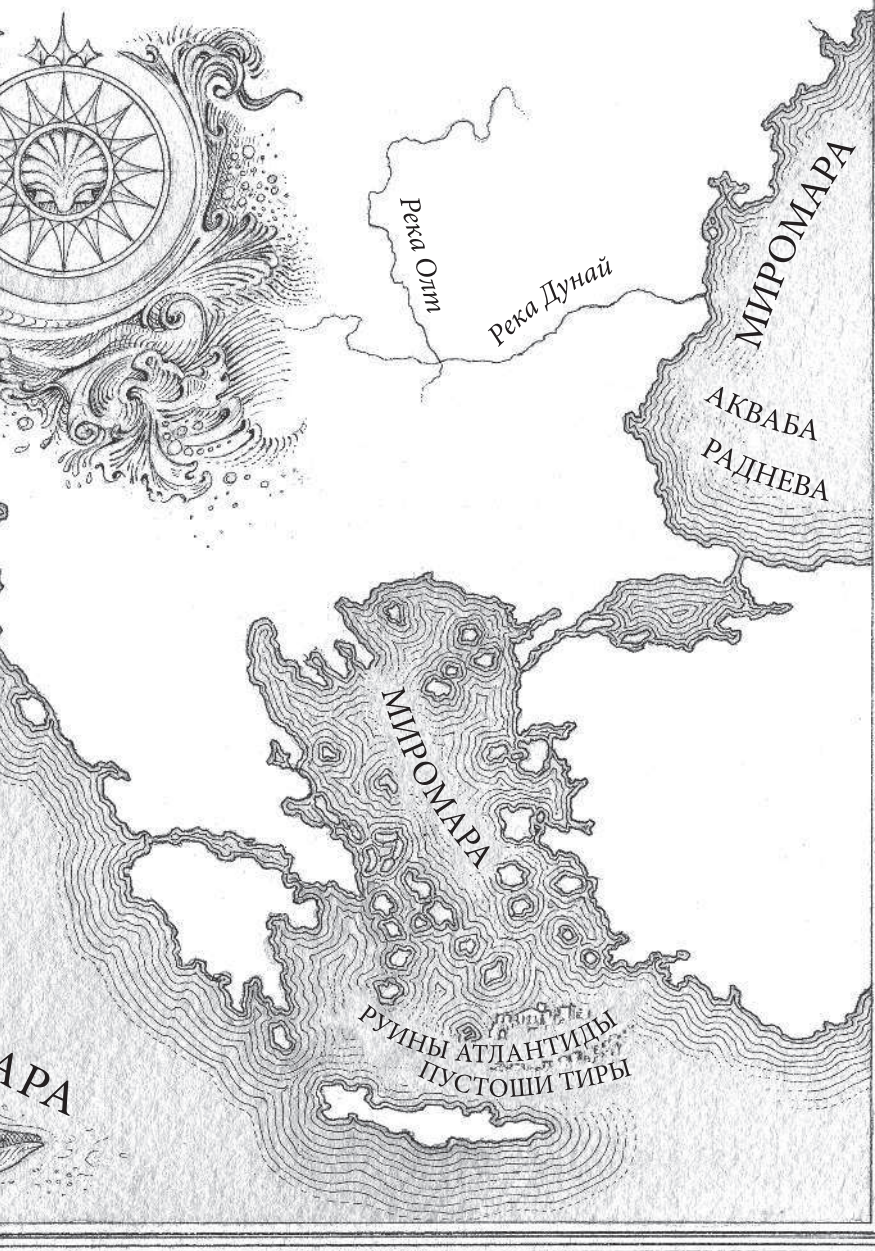 Река Олт
Река Дунай
МИРОМАРА
АКВАБА
РАДНЕВА
МИРОМАРА
РУИНЫ АТЛАНТИДЫ
ПУСТОШИ ТИРЫ
АРА